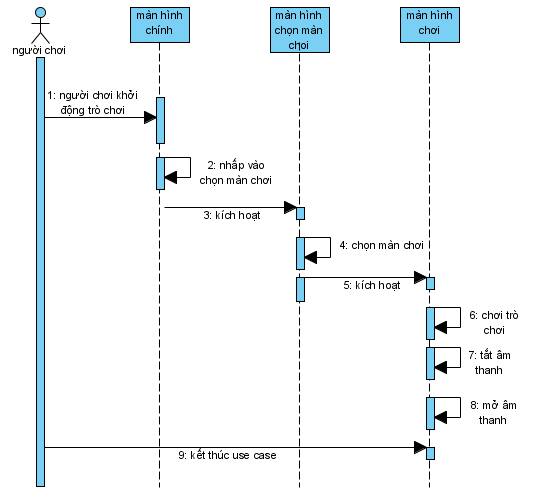 màn hình
chính
màn hình
chọn màn
chọi
màn hình
chơi
người chơi
1: người chơi khởi
động trò chơi
2: nhấp vào
chọn màn chơi
3: kích hoạt
4: chọn màn chơi
5: kích hoạt
6: chơi trò
chơi
7: tắt âm
thanh
8: mở âm
thanh
9: kết thúc use case